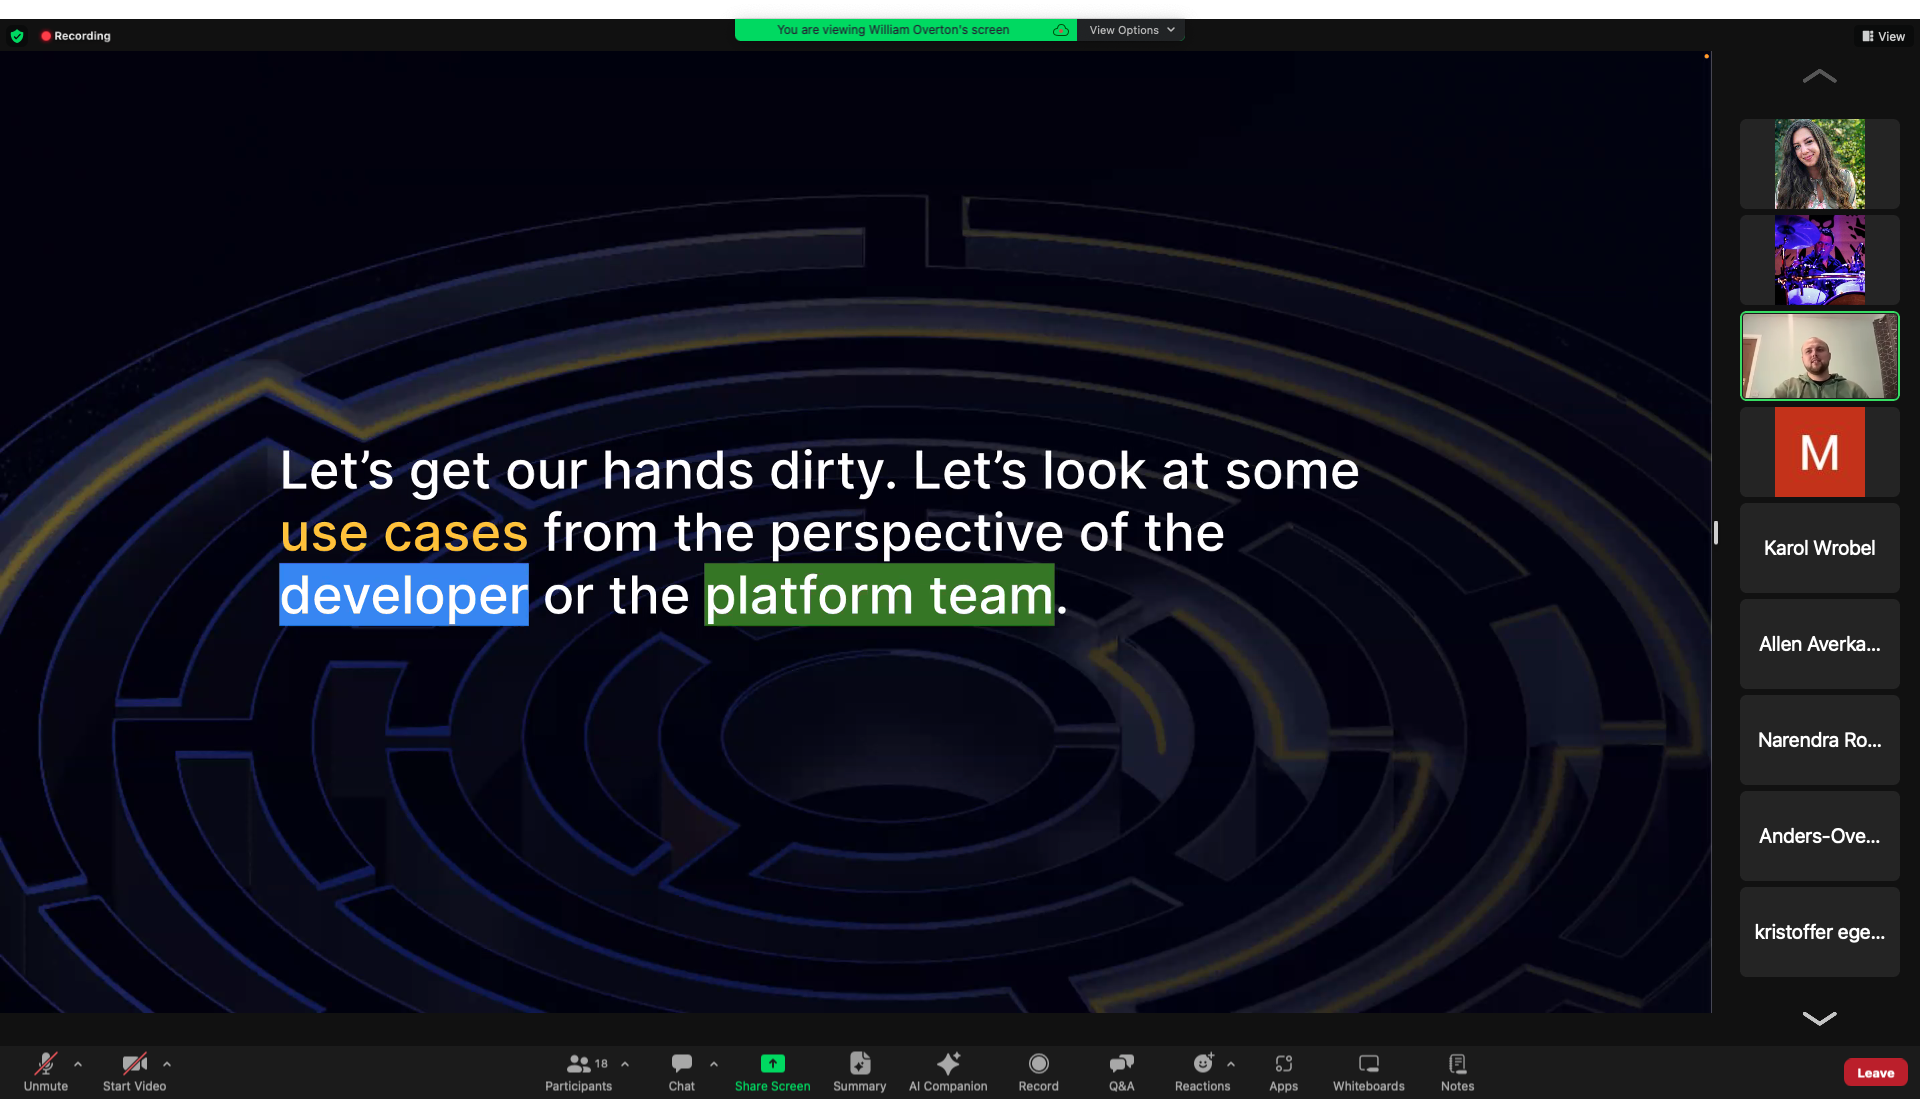 Recording
You are viewing William Overton's screen
View Options
View
Let's get our hands dirty. Let's look at some
use cases from the perspective of the
developer or the platform team.
M
Karol Wrobel
Allen Averka...
Narendra Ro...
Anders-Ove...
kristoffer ege...
Unmute
Start Video
18
Participants
Chat
Share Screen
Summary
AI Companion
Record
Q&A
Reactions
Apps
Whiteboards
Notes
Leave